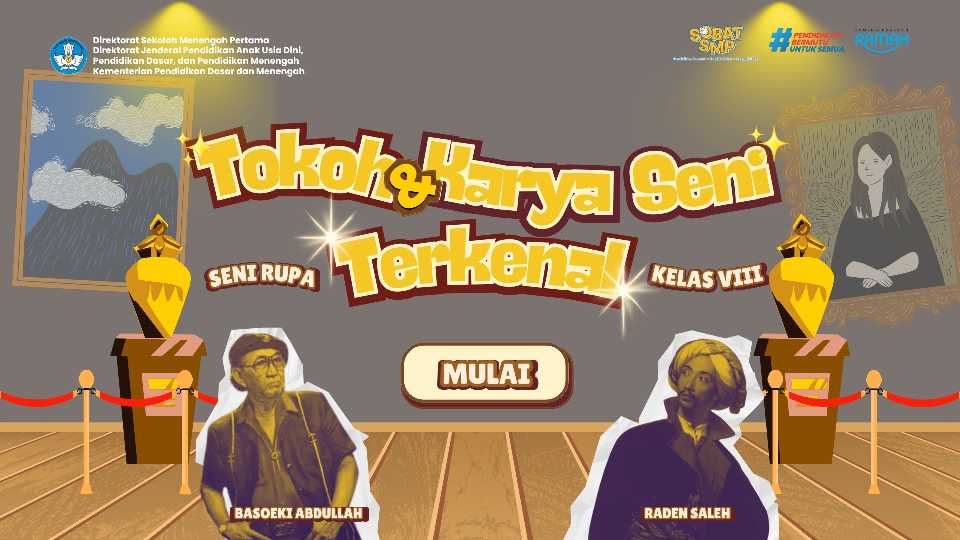 Direktorat Sekolah Menengah Pertama
Direktorat Jenderal Pendidikan Anak Usia Dini,
Pendidikan Dasar, dan Pendidikan Menengah
Kementerian Pendidikan Dasar dan Menengah
SOBAT
SMP
#PENDIDIKAN
BERMUTU
UNTUK SEMUA
RAMAH
Tokoh & Karya Seni
Terkenal
SENI RUPA
KELAS VIII
MULAI
BASOEKI ABDULLAH
RADEN SALEH